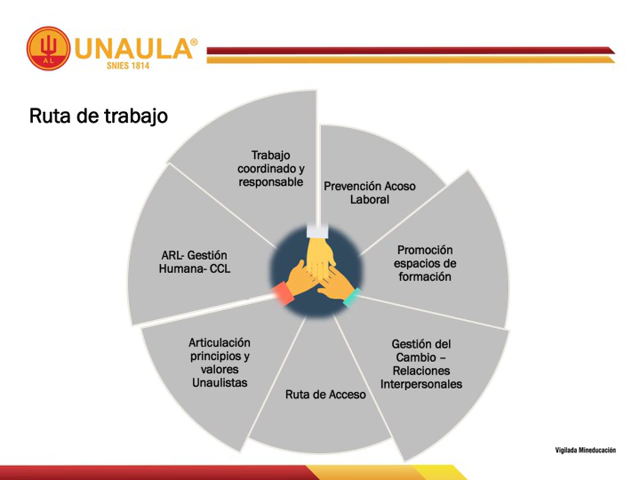 UNAULA®
SNIES 1814
AL
Ruta de trabajo
Trabajo
coordinado y
responsable
Prevención Acoso
Laboral
Promoción
espacios de
formación
Gestión del
Cambio –
Relaciones
Interpersonales
Ruta de Acceso
Articulación
principios y
valores
Unaulistas
ARL- Gestión
Humana- CCL
Vigilada Mineducación